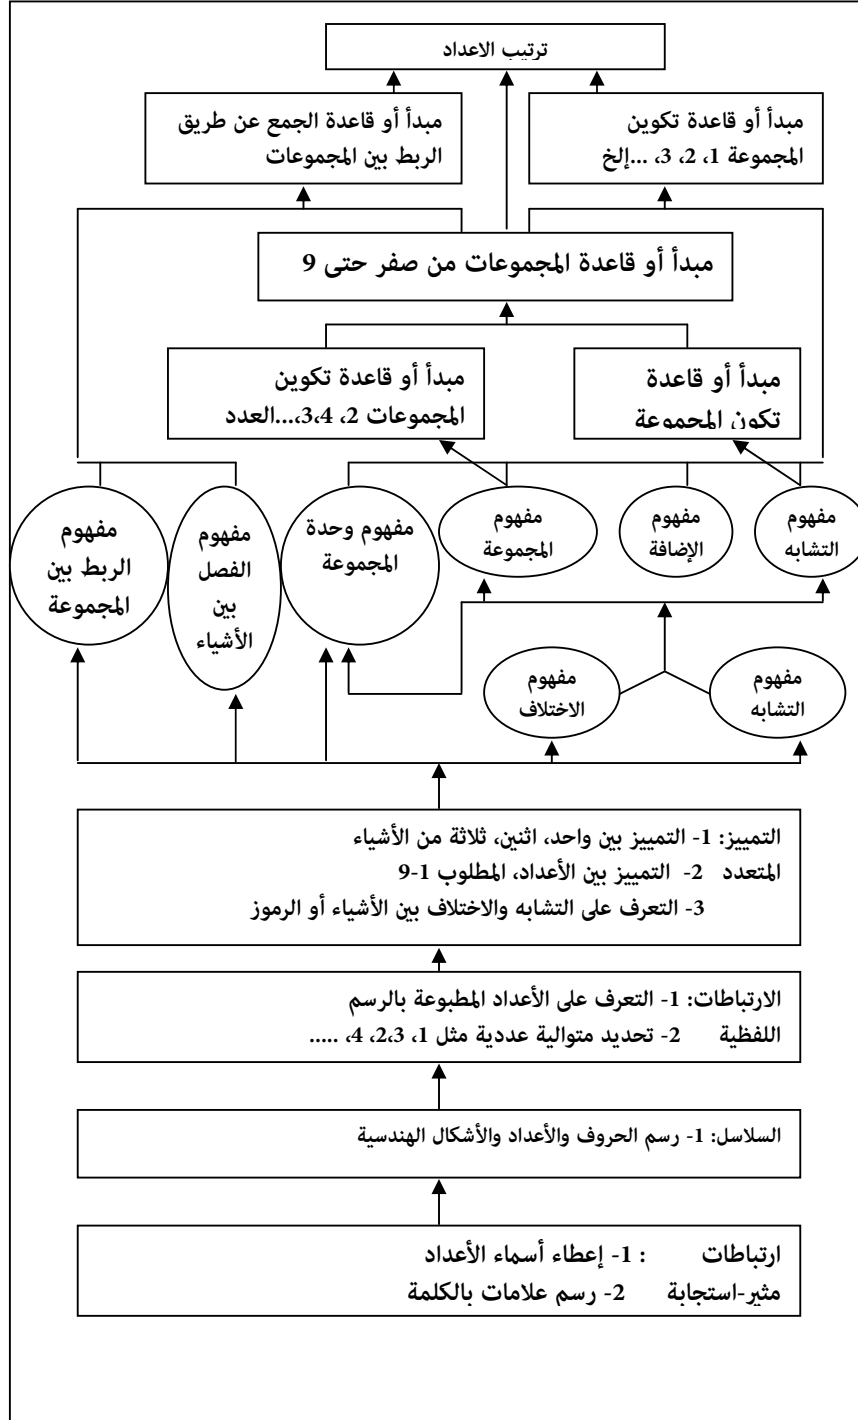 ترتيب الاعداد
مبدأ أو قاعدة تكوين
المجموعة 1، 2، 3، ...إلخ
مبدأ أو قاعدة الجمع عن طريق
الربط بين المجموعات
مبدأ أو قاعدة المجموعات من صفر حتى 9
مبدأ أو قاعدة
تكون المجموعة
مبدأ أو قاعدة تكوين
المجموعات 2، 3،4،...العدد
مفهوم
التشابه
مفهوم
الإضافة
مفهوم
المجموعة
مفهوم وحدة
المجموعة
مفهوم
الفصل
بين
الأشياء
مفهوم
الربط بين
المجموعة
مفهوم
التشابه
مفهوم
الاختلاف
التمييز: 1- التمييز بين واحد، اثنين، ثلاثة من الأشياء
المتعدد 2- التمييز بين الأعداد، المطلوب 1-9
3- التعرف على التشابه والاختلاف بين الأشياء أو الرموز
الارتباطات: 1- التعرف على الأعداد المطبوعة بالرسم
اللفظية 2- تحديد متوالية عددية مثل 1، 2،3، 4، .....
السلاسل: 1- رسم الحروف والأعداد والأشكال الهندسية
ارتباطات : 1- إعطاء أسماء الأعداد
مثير-استجابة 2- رسم علامات بالكلمة